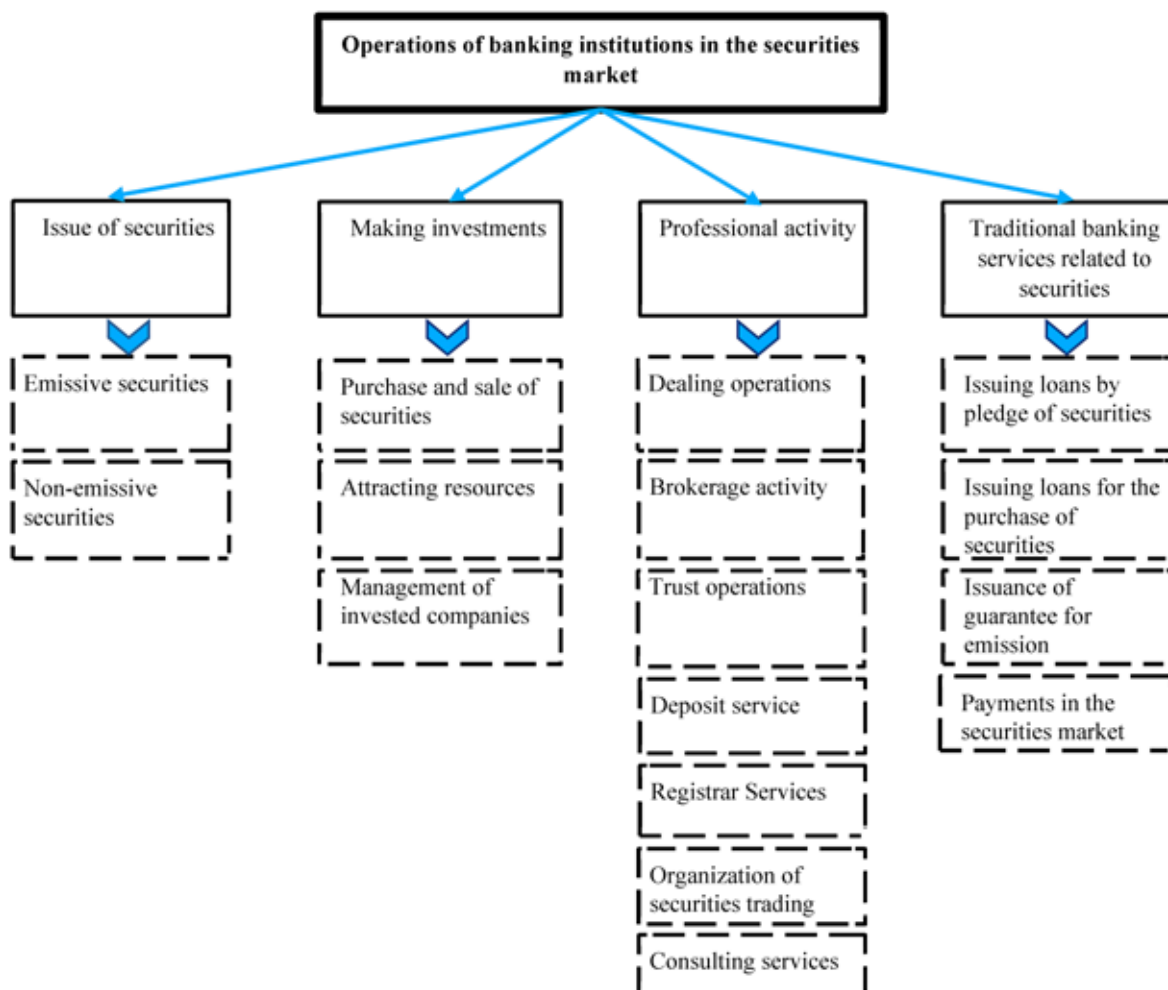 Operations of banking institutions in the securities
market
Issue of securities
Making investments
Professional activity
Traditional banking
services related to
securities
Emissive securities
Non-emissive
securities
Purchase and sale of
securities
Attracting resources
Management of
invested companies
Dealing operations
Brokerage activity
Trust operations
Deposit service
Registrar Services
Organization of
securities trading
Consulting services
Issuing loans by
pledge of securities
Issuing loans for the
purchase of
securities
Issuance of
guarantee for
emission
Payments in the
securities market